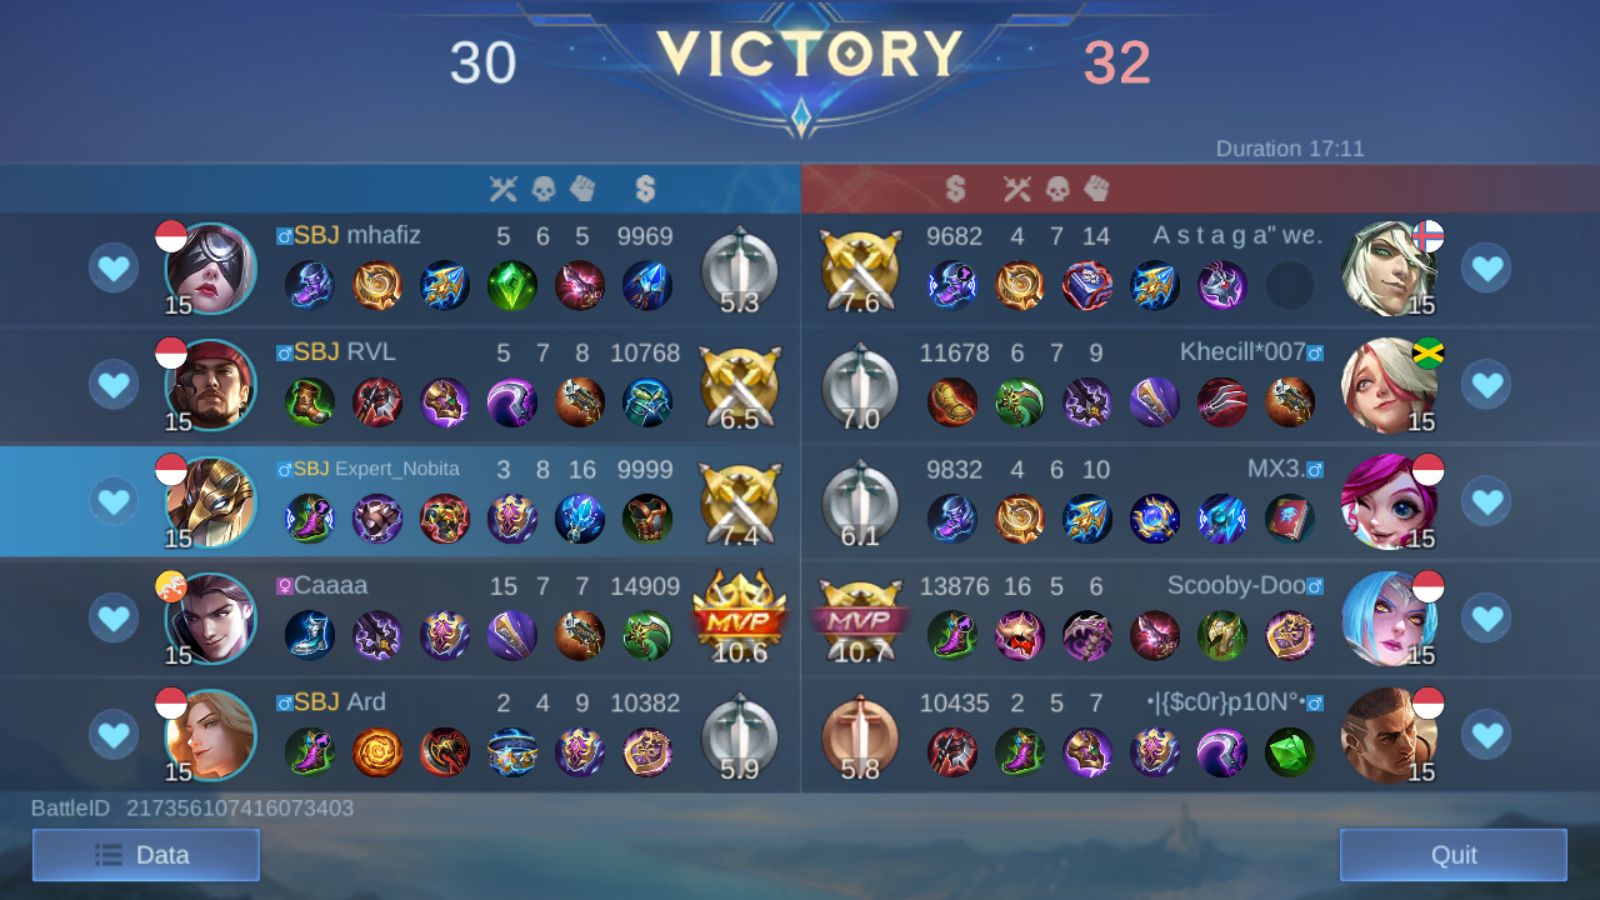 30 VICTORY 32
Duration 17:11
SBJ mhafiz 5 6 5 9969 5.3 15
7.6 9682 4 7 14 A s t a g a" we. 15
SBJ RVL 5 7 8 10768 6.5 15
7.0 11678 6 7 9 Khecill*007 15
SBJ Expert_Nobita 3 8 16 9999 7.4 15
6.1 9832 4 6 10 MX3. 15
Caaaa 15 7 7 14909 MVP 10.6 15
MVP 10.7 13876 16 5 6 Scooby-Doo 15
SBJ Ard 2 4 9 10382 5.9 15
5.8 10435 2 5 7 •|{$c0r}p10N°• 15
BattleID 217356107416073403
Data
Quit